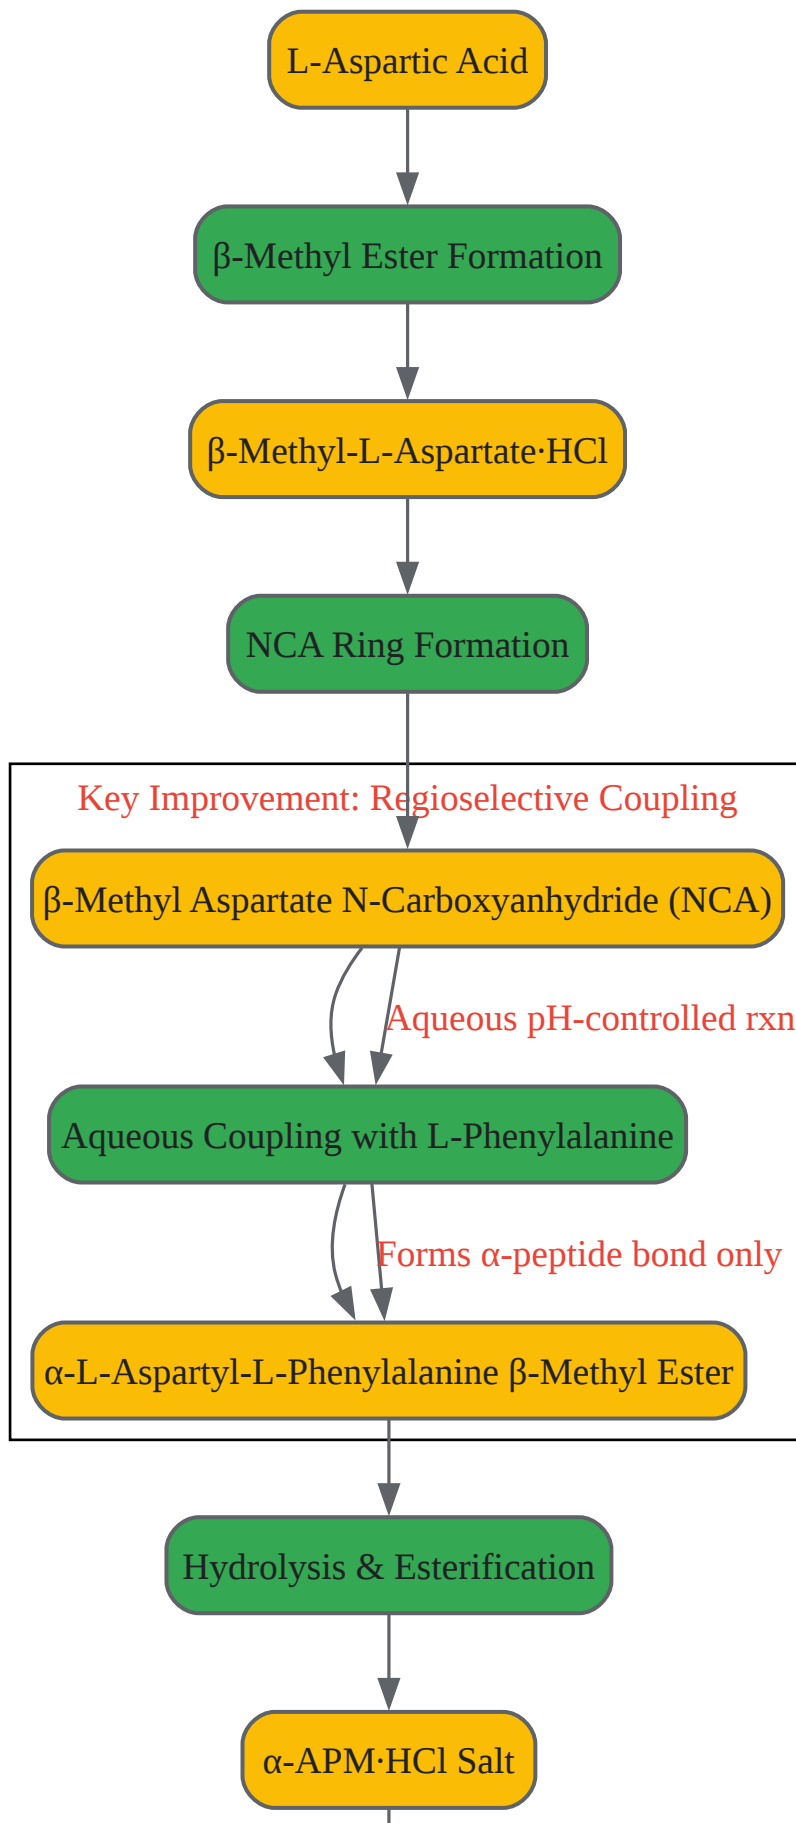 L-Aspartic Acid
β-Methyl Ester Formation
β-Methyl-L-Aspartate·HCl
NCA Ring Formation
Key Improvement: Regioselective Coupling
β-Methyl Aspartate N-Carboxyanhydride (NCA)
Aqueous pH-controlled rxn
Aqueous Coupling with L-Phenylalanine
Forms α-peptide bond only
α-L-Aspartyl-L-Phenylalanine β-Methyl Ester
Hydrolysis & Esterification
α-APM·HCl Salt